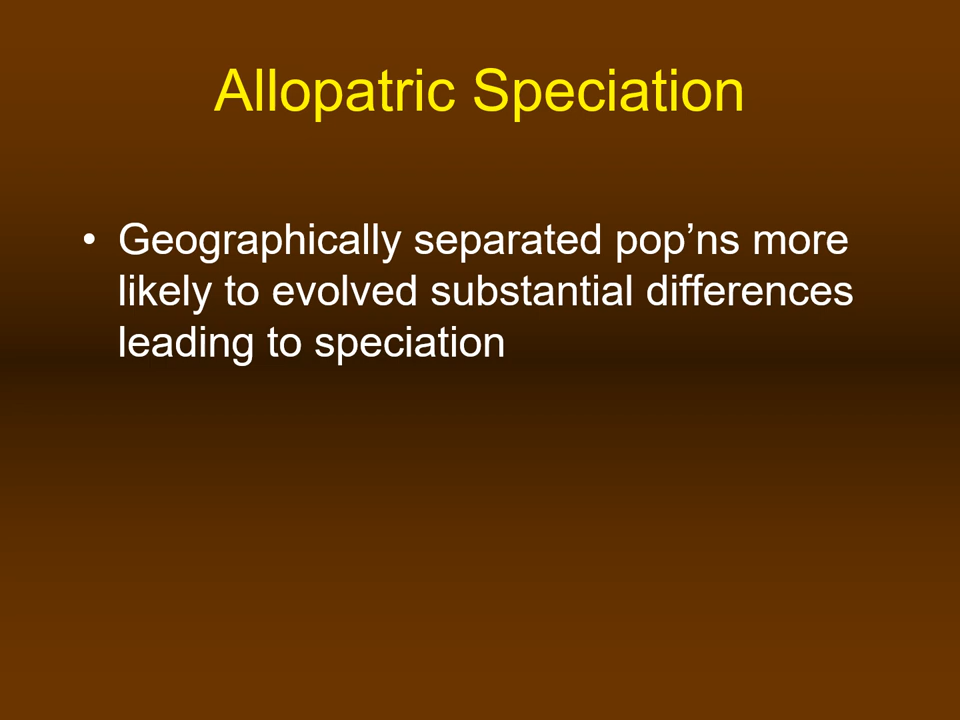 Allopatric Speciation
• Geographically separated pop’ns more
likely to evolved substantial differences
leading to speciation